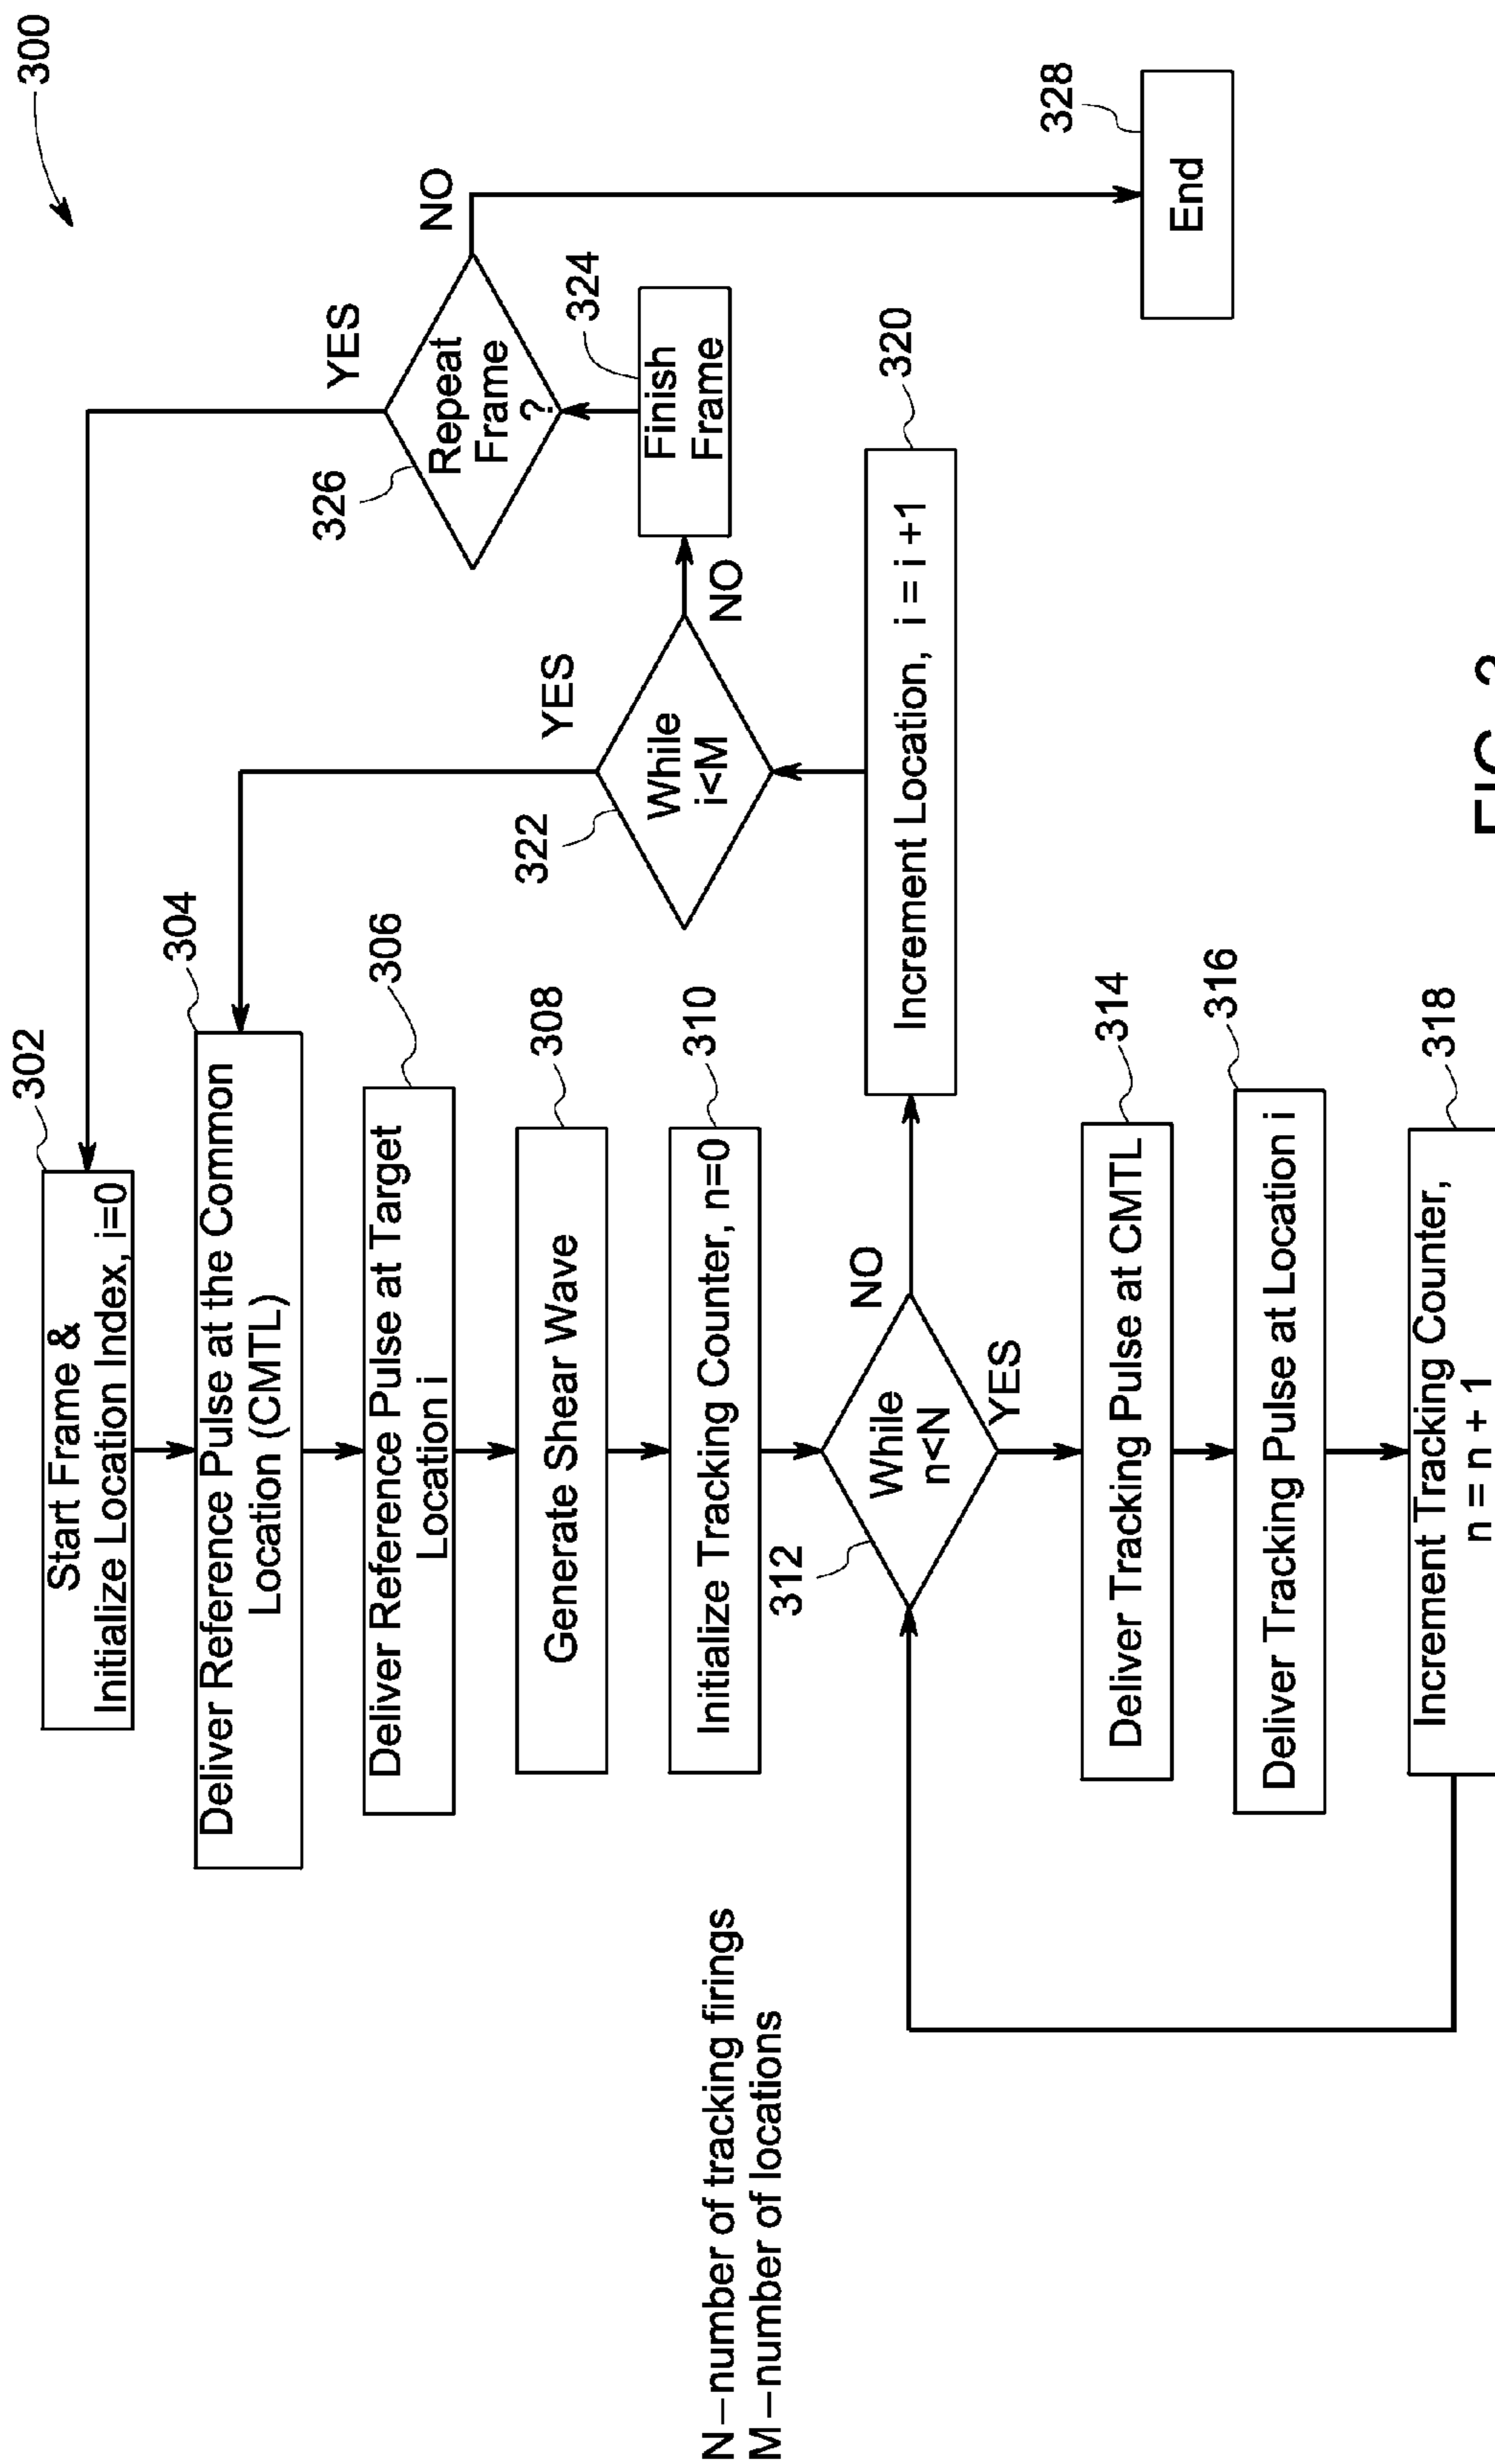 300
302
Start Frame &
Initialize Location Index, i=0
304
Deliver Reference Pulse at the Common
Location (CMTL)
306
Deliver Reference Pulse at Target
Location i
308
Generate Shear Wave
310
Initialize Tracking Counter, n=0
312
While
n<N
NO
YES
314
Deliver Tracking Pulse at CMTL
316
Deliver Tracking Pulse at Location i
318
Increment Tracking Counter,
n = n + 1
320
Increment Location, i = i +1
322
While
i<M
YES
NO
324
Finish
Frame
326
Repeat
Frame
?
YES
NO
328
End
N–number of tracking firings
M–number of locations